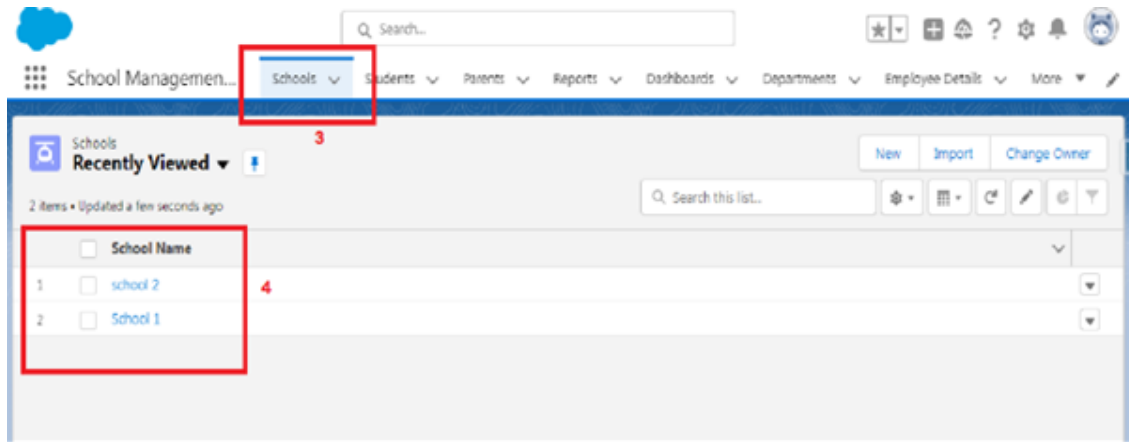 Search...
School Managemen... Schools Students Parents Reports Dashboards Departments Employee Details More
3
Schools
Recently Viewed
New Import Change Owner
2 items • Updated a few seconds ago
Search this list...
School Name
1 school 2
4
2 School 1